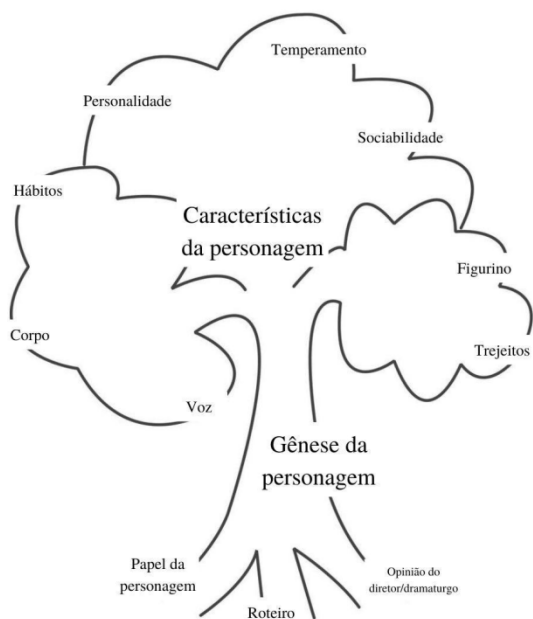 Temperamento
Personalidade
Sociabilidade
Hábitos
Características
da personagem
Figurino
Corpo
Trejeitos
Voz
Gênese da
personagem
Papel da
personagem
Opinião do
diretor/dramaturgo
Roteiro